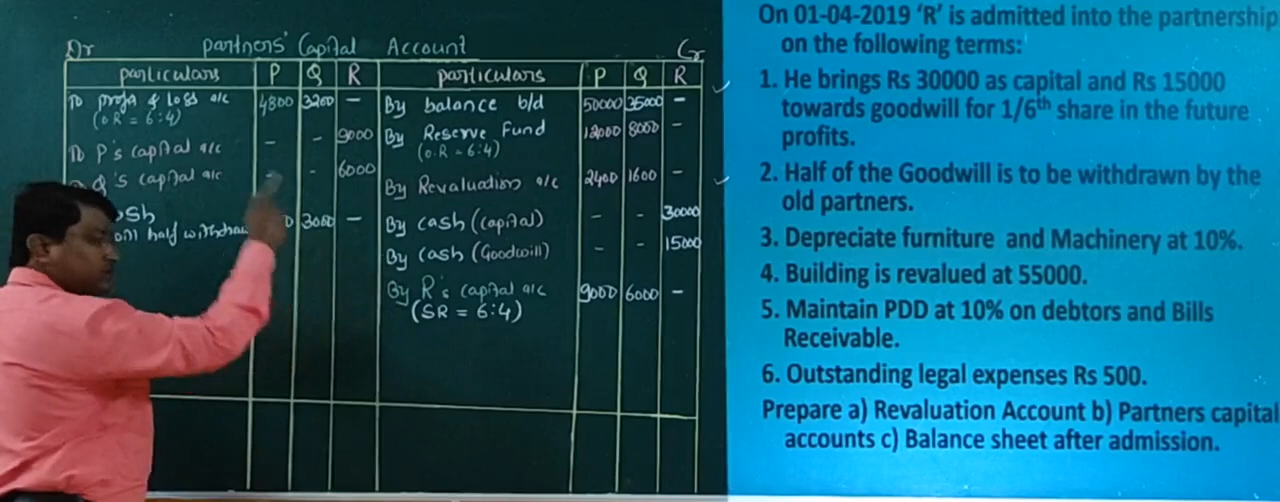 Dr Partners' Capital Account Cr
particulars P Q R particulars P Q R
To profit & Loss a/c 4800 3200 - By balance b/d 50000 35000 -
(O.R = 6:4)
To P's capital a/c - - 9000 By Reserve Fund 12000 8000 -
(O.R = 6:4)
Q's capital a/c - - 6000 By Revaluation a/c 2400 1600 -
half withdrawn 3000 - By Cash (Capital) - - 30000
By Cash (Goodwill) - - 15000
By R's capital a/c 9000 6000 -
(SR = 6:4)
On 01-04-2019 ‘R’ is admitted into the partnership
on the following terms:
1. He brings Rs 30000 as capital and Rs 15000
towards goodwill for 1/6th share in the future
profits.
2. Half of the Goodwill is to be withdrawn by the
old partners.
3. Depreciate furniture and Machinery at 10%.
4. Building is revalued at 55000.
5. Maintain PDD at 10% on debtors and Bills
Receivable.
6. Outstanding legal expenses Rs 500.
Prepare a) Revaluation Account b) Partners capital
accounts c) Balance sheet after admission.